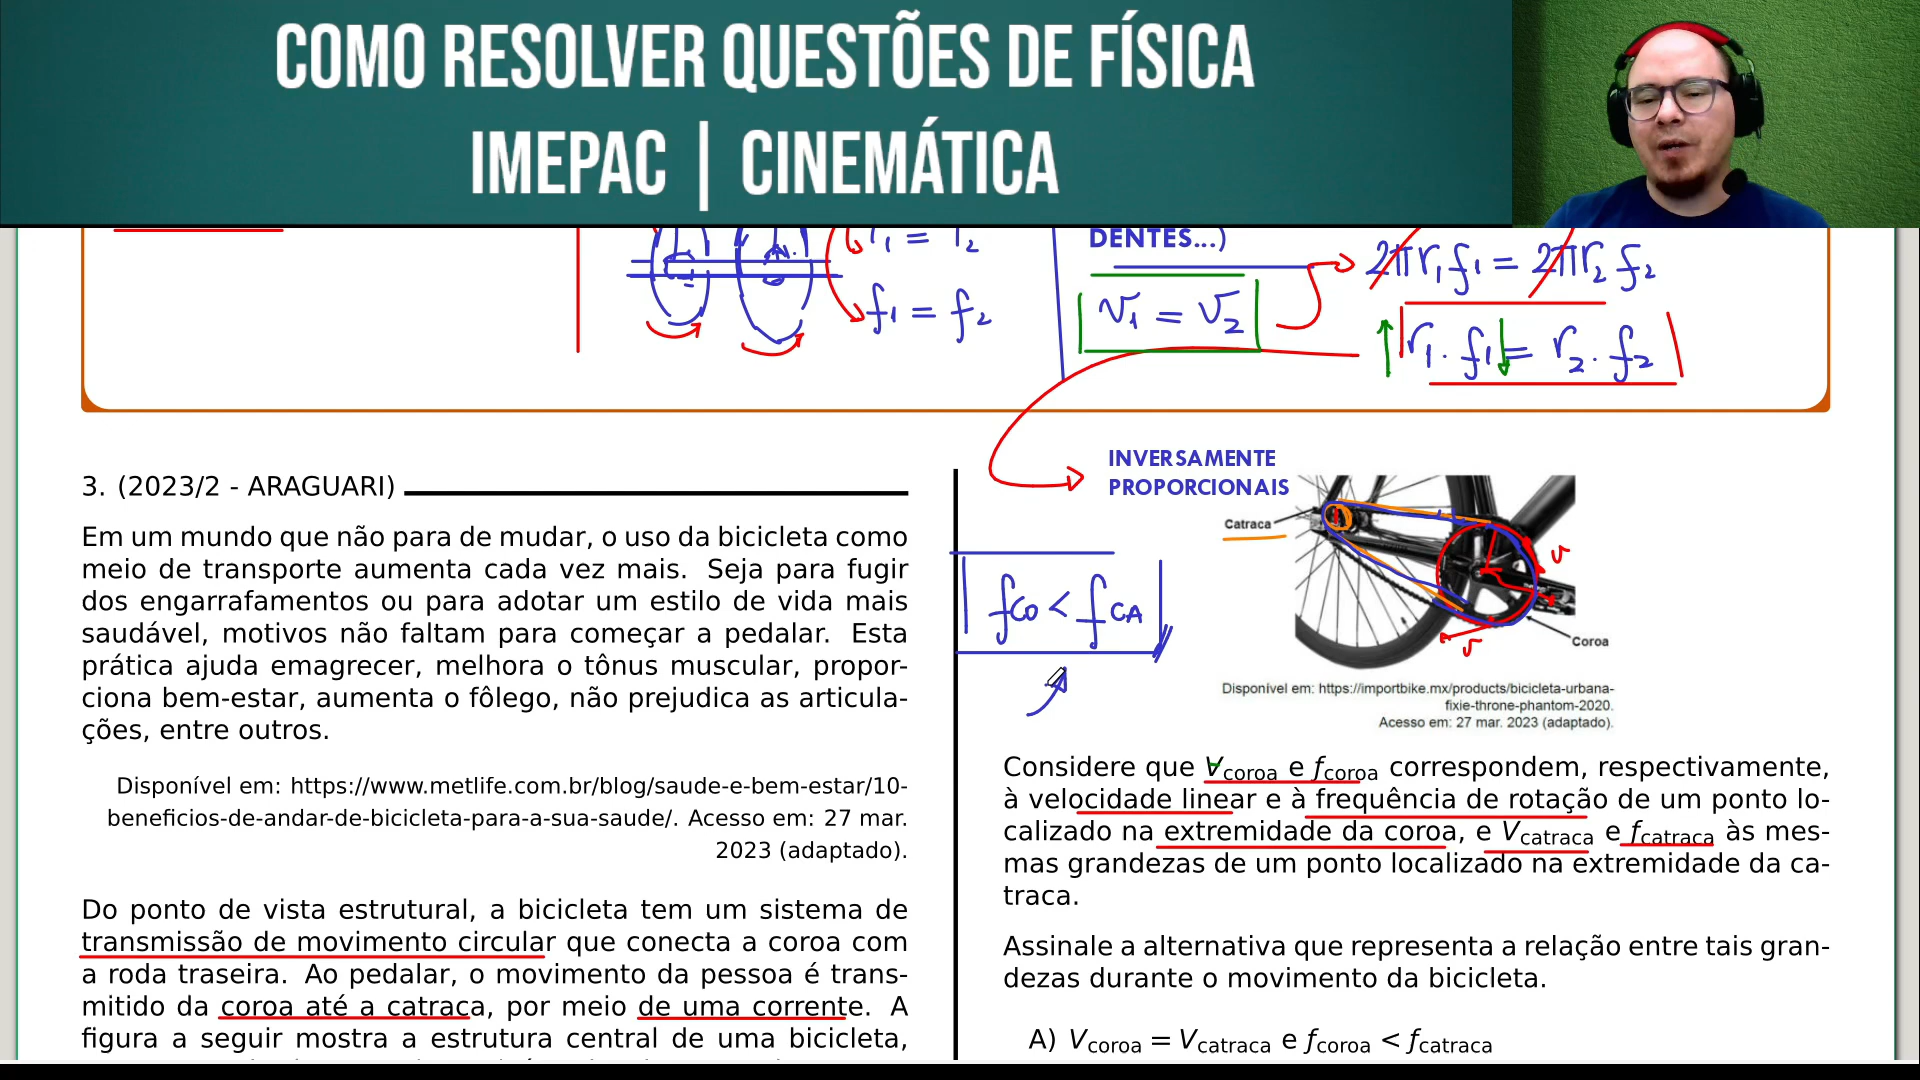 COMO RESOLVER QUESTÕES DE FÍSICA
IMEPAC | CINEMÁTICA
DENTES...)
f₁ = f₂
V₁ = V₂
2πr₁f₁ = 2πr₂f₂
r₁.f₁ = r₂.f₂
INVERSAMENTE
PROPORCIONAIS
3. (2023/2 - ARAGUARI)
Em um mundo que não para de mudar, o uso da bicicleta como
meio de transporte aumenta cada vez mais. Seja para fugir
dos engarrafamentos ou para adotar um estilo de vida mais
saudável, motivos não faltam para começar a pedalar. Esta
prática ajuda emagrecer, melhora o tônus muscular, propor-
ciona bem-estar, aumenta o fôlego, não prejudica as articula-
ções, entre outros.
Disponível em: https://www.metlife.com.br/blog/saude-e-bem-estar/10-
beneficios-de-andar-de-bicicleta-para-a-sua-saude/. Acesso em: 27 mar.
2023 (adaptado).
Do ponto de vista estrutural, a bicicleta tem um sistema de
transmissão de movimento circular que conecta a coroa com
a roda traseira. Ao pedalar, o movimento da pessoa é trans-
mitido da coroa até a catraca, por meio de uma corrente. A
figura a seguir mostra a estrutura central de uma bicicleta,
fCO < fCA
Catraca
v
v
Coroa
Disponível em: https://importbike.mx/products/bicicleta-urbana-
fixie-throne-phantom-2020.
Acesso em: 27 mar. 2023 (adaptado).
Considere que Vcoroa e fcoroa correspondem, respectivamente,
à velocidade linear e à frequência de rotação de um ponto lo-
calizado na extremidade da coroa, e Vcatraca e fcatraca às mes-
mas grandezas de um ponto localizado na extremidade da ca-
traca.
Assinale a alternativa que representa a relação entre tais gran-
dezas durante o movimento da bicicleta.
A) Vcoroa = Vcatraca e fcoroa < fcatraca